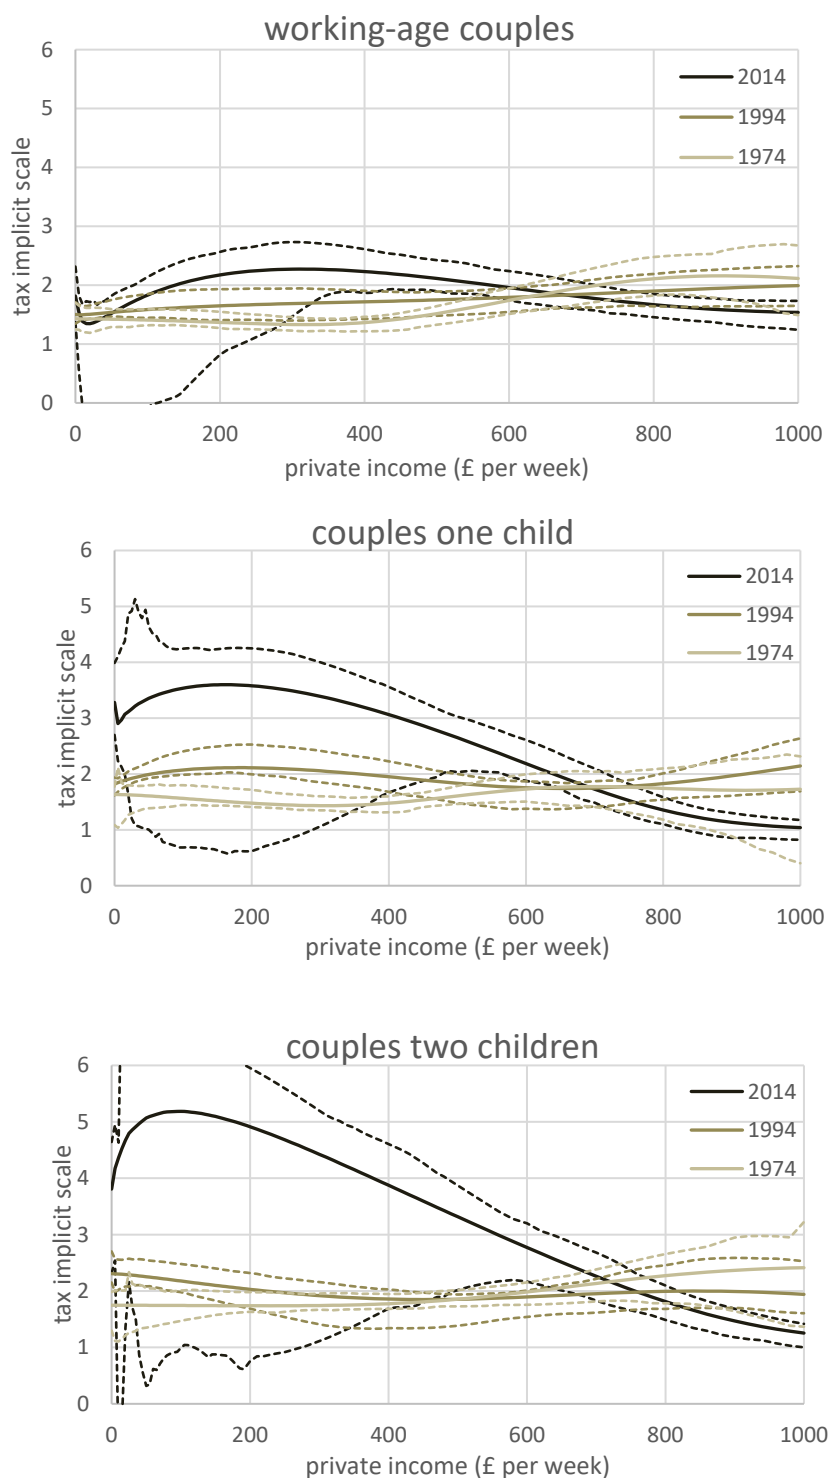 working-age couples
6
5
4
3
2
1
0
tax implicit scale
2014
1994
1974
0 200 400 600 800 1000
private income (£ per week)
couples one child
6
5
4
3
2
1
0
tax implicit scale
2014
1994
1974
0 200 400 600 800 1000
private income (£ per week)
couples two children
6
5
4
3
2
1
0
tax implicit scale
2014
1994
1974
0 200 400 600 800 1000
private income (£ per week)